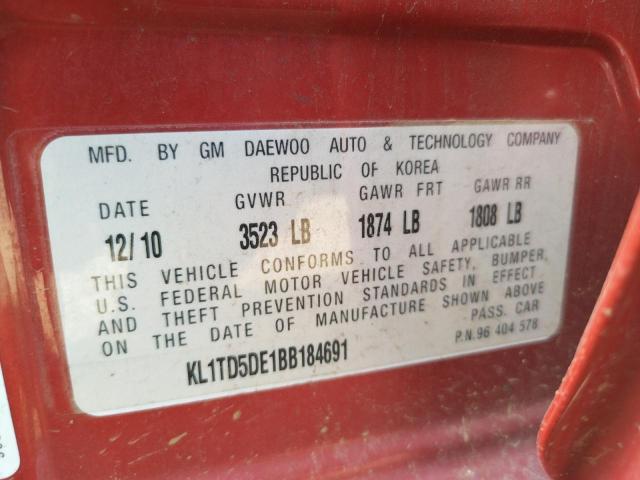 MFD. BY GM DAEWOO AUTO & TECHNOLOGY COMPANY
REPUBLIC OF KOREA
DATE GVWR GAWR FRT GAWR RR
12/10 3523 LB 1874 LB 1808 LB
THIS VEHICLE CONFORMS TO ALL APPLICABLE
U.S. FEDERAL MOTOR VEHICLE SAFETY, BUMPER,
AND THEFT PREVENTION STANDARDS IN EFFECT
ON THE DATE OF MANUFACTURE SHOWN ABOVE
PASS. CAR
KL1TD5DE1BB184691 P.N.96 404 578